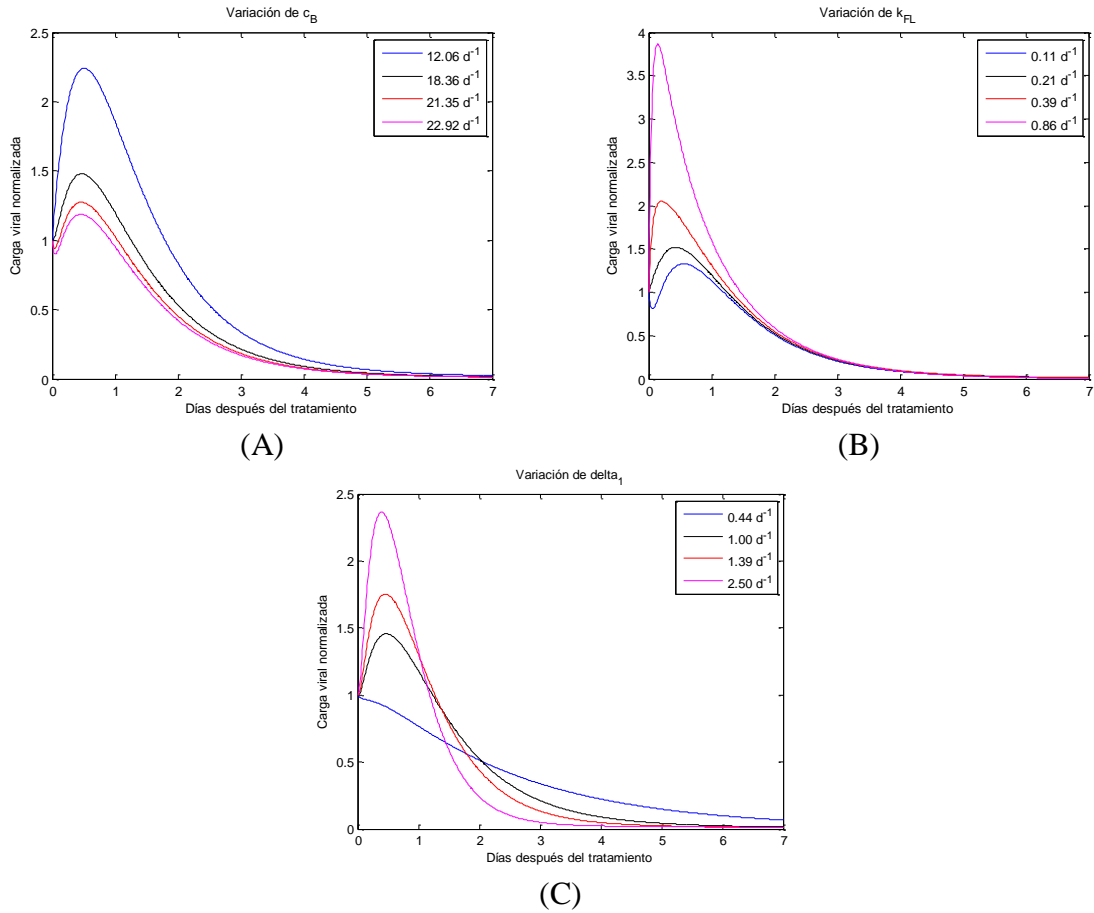 Variación de c_B
Carga viral normalizada
2.5
2
1.5
1
0.5
0
12.06 d^-1
18.36 d^-1
21.35 d^-1
22.92 d^-1
0 1 2 3 4 5 6 7
Días después del tratamiento
(A)
Variación de k_FL
Carga viral normalizada
4
3.5
3
2.5
2
1.5
1
0.5
0
0.11 d^-1
0.21 d^-1
0.39 d^-1
0.86 d^-1
0 1 2 3 4 5 6 7
Días después del tratamiento
(B)
Variación de delta_1
Carga viral normalizada
2.5
2
1.5
1
0.5
0
0.44 d^-1
1.00 d^-1
1.39 d^-1
2.50 d^-1
0 1 2 3 4 5 6 7
Días después del tratamiento
(C)